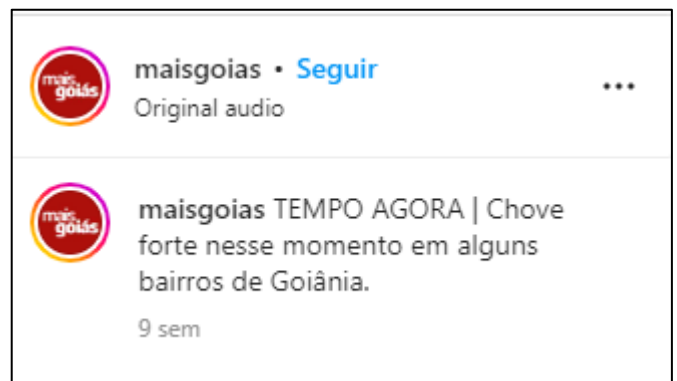 mais
goiás
maisgoias • Seguir
Original audio
mais
goiás
maisgoias TEMPO AGORA | Chove
forte nesse momento em alguns
bairros de Goiânia.
9 sem